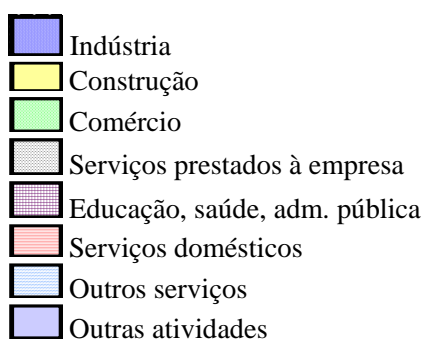 Indústria
Construção
Comércio
Serviços prestados à empresa
Educação, saúde, adm. pública
Serviços domésticos
Outros serviços
Outras atividades